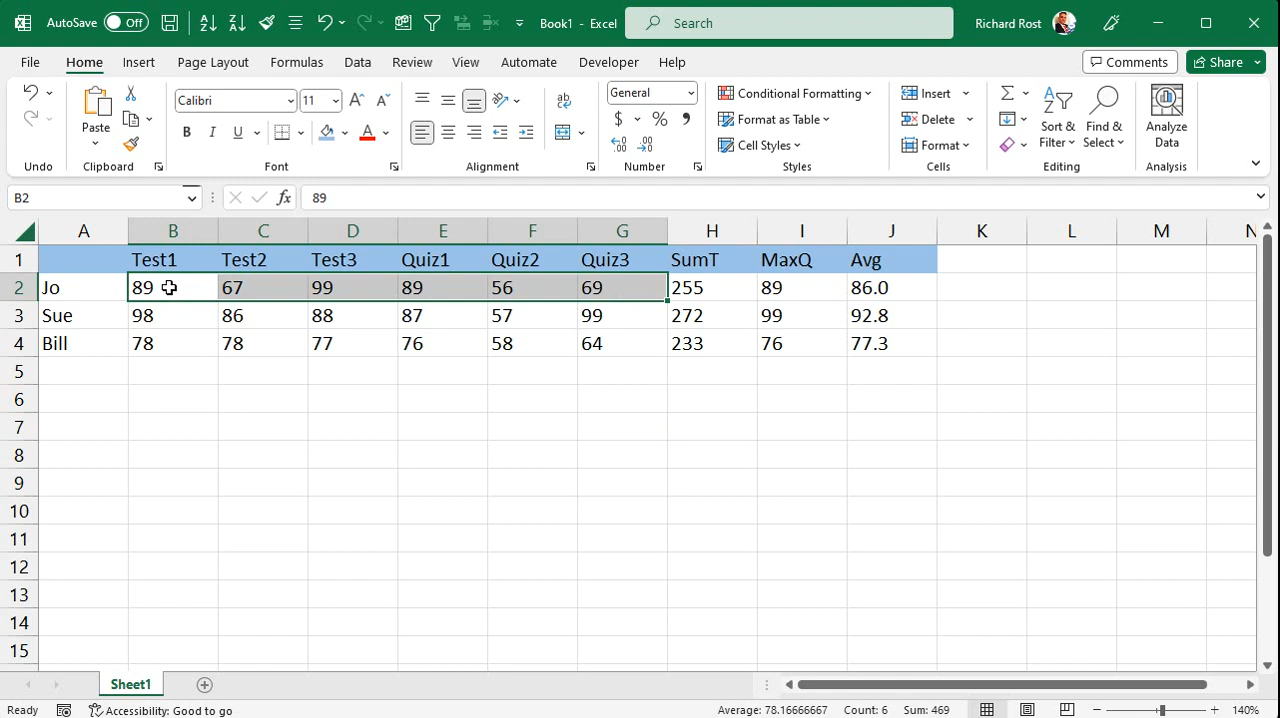 AutoSave Off Book1 - Excel Search Richard Rost
File Home Insert Page Layout Formulas Data Review View Automate Developer Help Comments Share
Paste Calibri 11 General Conditional Formatting Insert Sort & Filter Find & Select Analyze Data
B I U $ % Format as Table Delete
Cell Styles Format
Undo Clipboard Font Alignment Number Styles Cells Editing Analysis
B2 fx 89
A B C D E F G H I J K L M N
1 Test1 Test2 Test3 Quiz1 Quiz2 Quiz3 SumT MaxQ Avg
2 Jo 89 67 99 89 56 69 255 89 86.0
3 Sue 98 86 88 87 57 99 272 99 92.8
4 Bill 78 78 77 76 58 64 233 76 77.3
5
6
7
8
9
10
11
12
13
14
15
Sheet1
Ready Accessibility: Good to go Average: 78.16666667 Count: 6 Sum: 469 140%